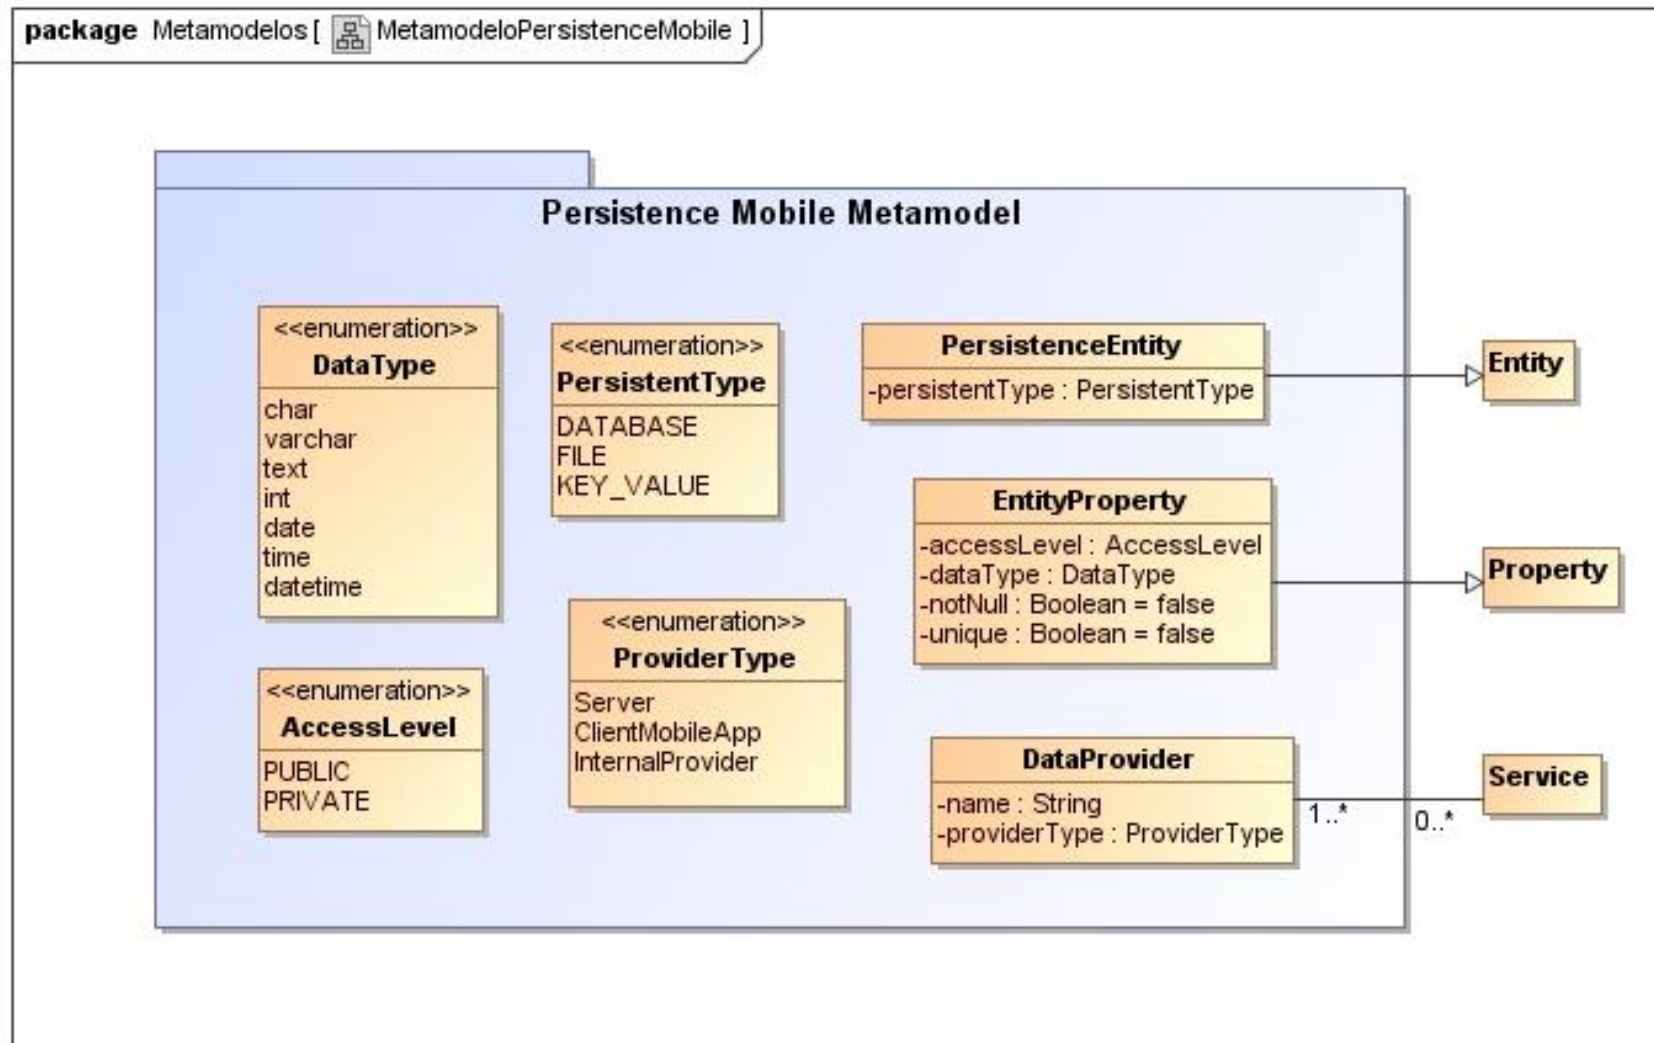 package Metamodelos [ MetamodeloPersistenceMobile ]
Persistence Mobile Metamodel
<<enumeration>>
DataType
char
varchar
text
int
date
time
datetime
<<enumeration>>
PersistentType
DATABASE
FILE
KEY_VALUE
PersistenceEntity
-persistentType : PersistentType
Entity
EntityProperty
-accessLevel : AccessLevel
-dataType : DataType
-notNull : Boolean = false
-unique : Boolean = false
Property
<<enumeration>>
AccessLevel
PUBLIC
PRIVATE
<<enumeration>>
ProviderType
Server
ClientMobileApp
InternalProvider
DataProvider
-name : String
-providerType : ProviderType
1..*
0..*
Service